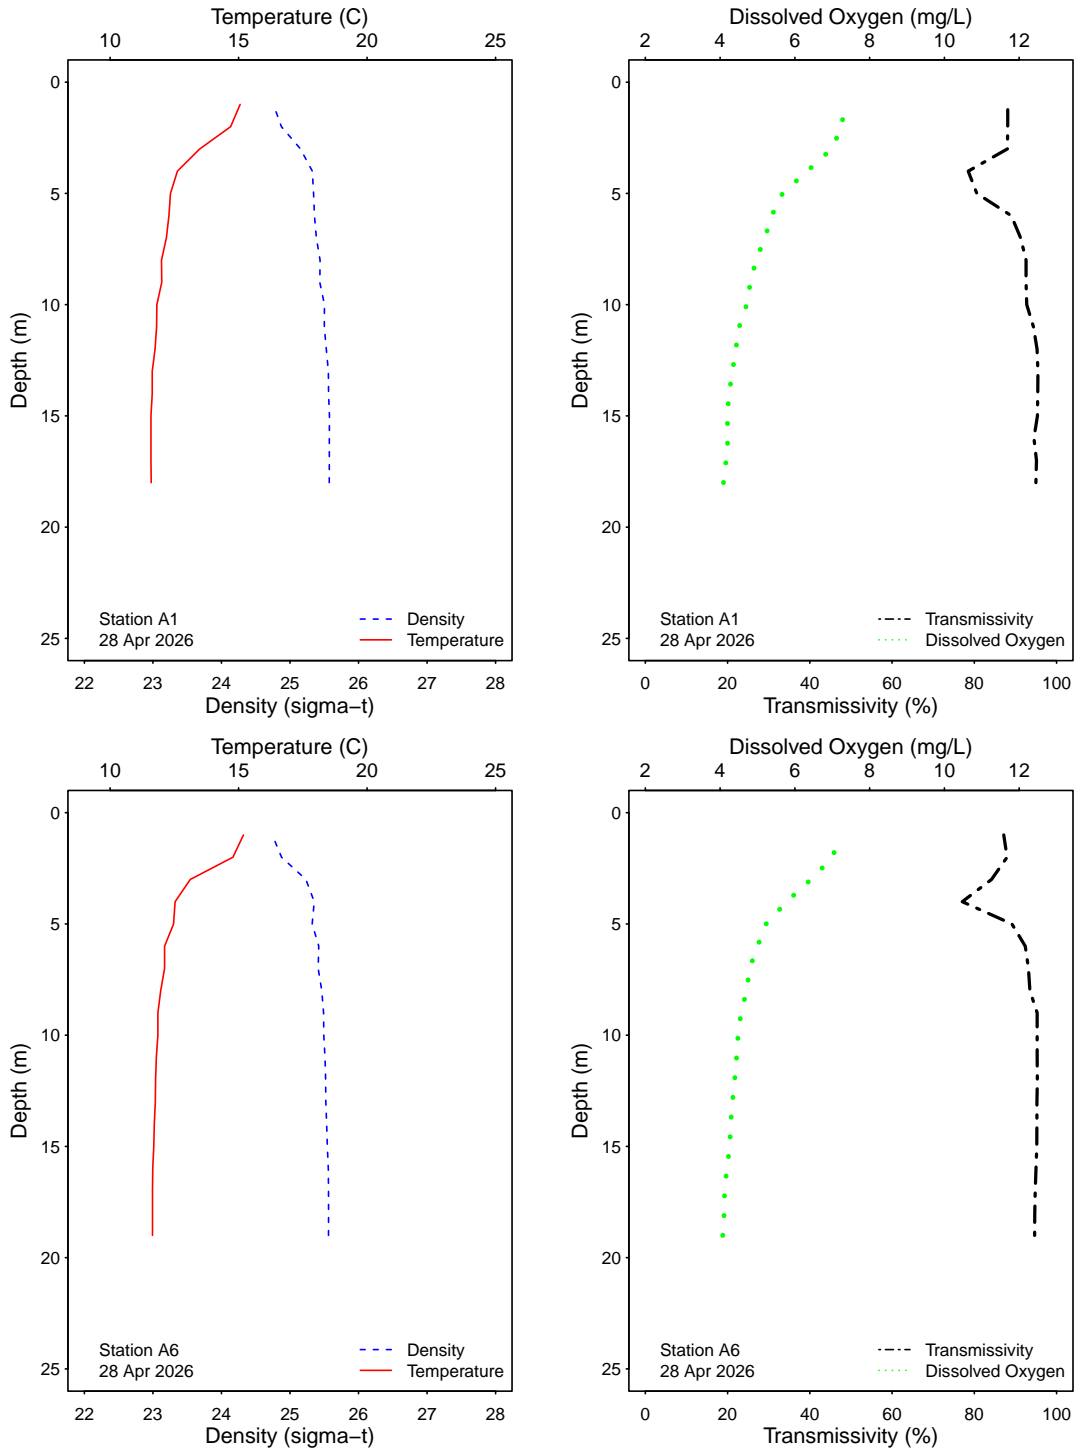 Temperature (C)
10 15 20 25
0
5
10
15
20
25
Depth (m)
Station A1
28 Apr 2026
Density
Temperature
22 23 24 25 26 27 28
Density (sigma−t)
Dissolved Oxygen (mg/L)
2 4 6 8 10 12
0
5
10
15
20
25
Depth (m)
Station A1
28 Apr 2026
Transmissivity
Dissolved Oxygen
0 20 40 60 80 100
Transmissivity (%)
Temperature (C)
10 15 20 25
0
5
10
15
20
25
Depth (m)
Station A6
28 Apr 2026
Density
Temperature
22 23 24 25 26 27 28
Density (sigma−t)
Dissolved Oxygen (mg/L)
2 4 6 8 10 12
0
5
10
15
20
25
Depth (m)
Station A6
28 Apr 2026
Transmissivity
Dissolved Oxygen
0 20 40 60 80 100
Transmissivity (%)